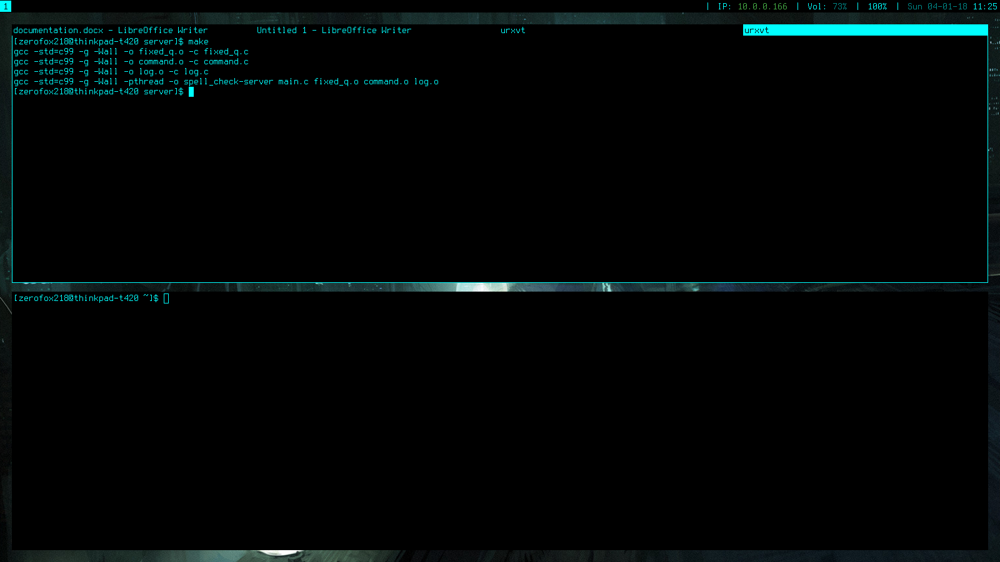 1 | IP: 10.0.0.166 | Vol: 73% | 100% | Sun 04-01-18 11:25
documentation.docx - LibreOffice Writer Untitled 1 - LibreOffice Writer urxvt urxvt
[zerofox218@thinkpad-t420 server]$ make
gcc -std=c99 -g -Wall -o fixed_q.o -c fixed_q.c
gcc -std=c99 -g -Wall -o command.o -c command.c
gcc -std=c99 -g -Wall -o log.o -c log.c
gcc -std=c99 -g -Wall -pthread -o spell_check-server main.c fixed_q.o command.o log.o
[zerofox218@thinkpad-t420 server]$
[zerofox218@thinkpad-t420 ~]$